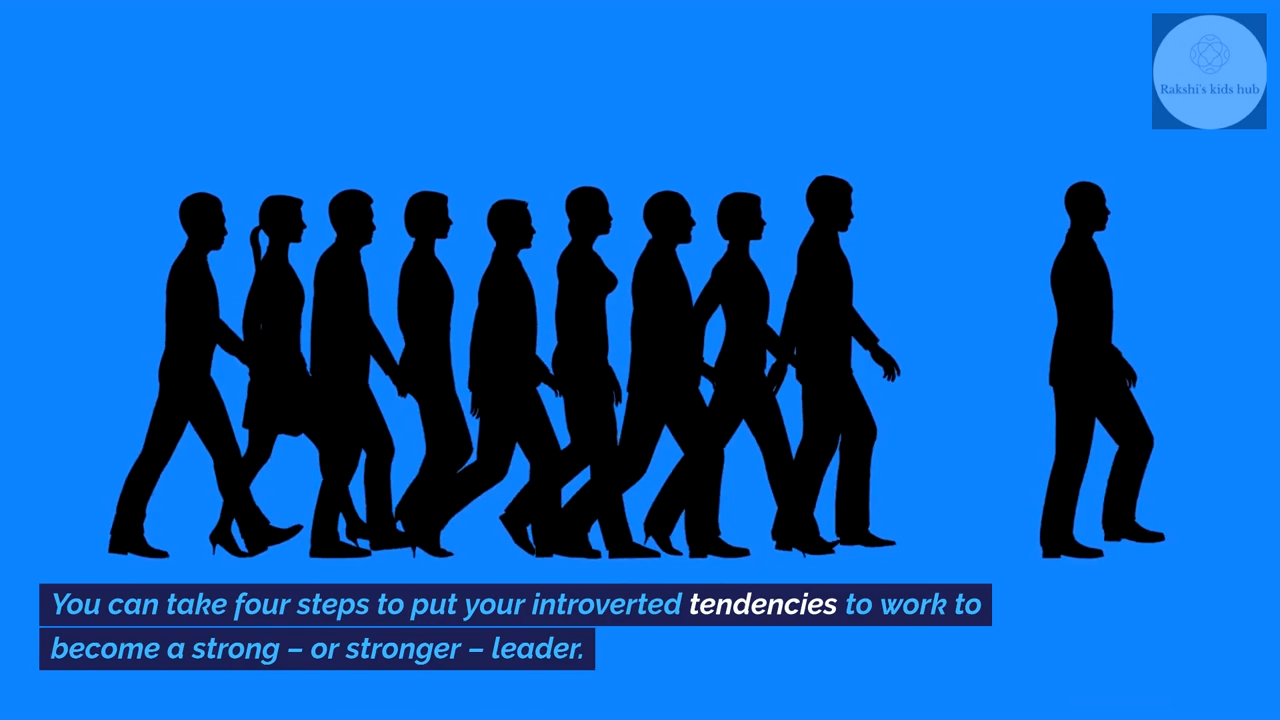 Rakshi's kids hub
You can take four steps to put your introverted tendencies to work to
become a strong – or stronger – leader.